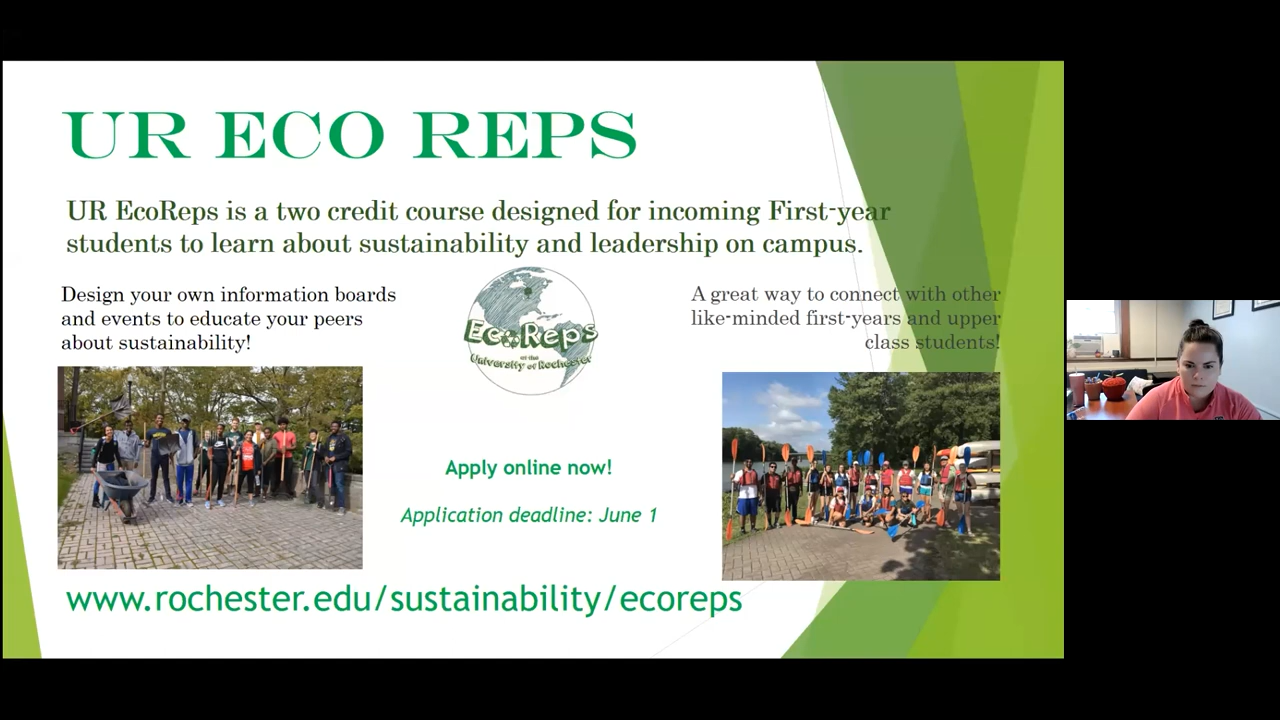 UR ECO REPS
UR EcoReps is a two credit course designed for incoming First-year
students to learn about sustainability and leadership on campus.
Design your own information boards
and events to educate your peers
about sustainability!
EcoReps
at the
University of Rochester
A great way to connect with other
like-minded first-years and upper
class students!
Apply online now!
Application deadline: June 1
www.rochester.edu/sustainability/ecoreps